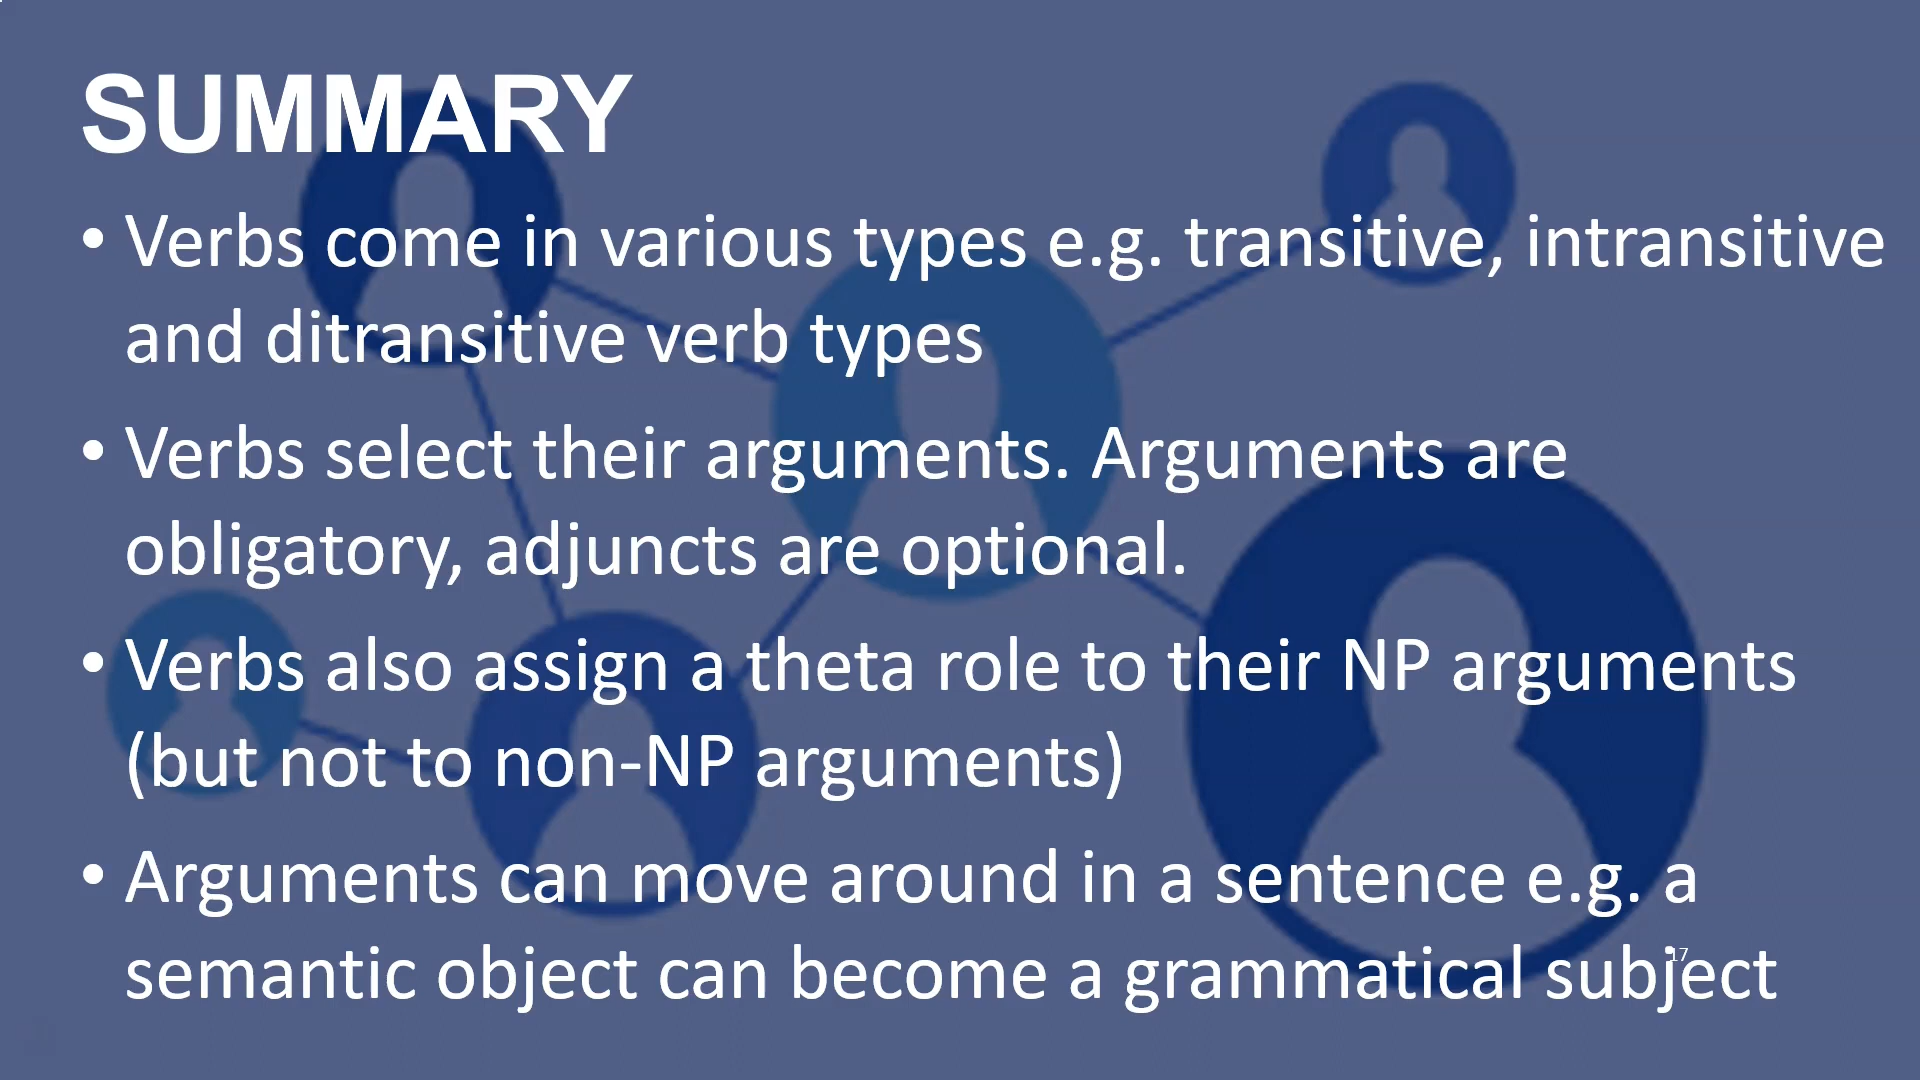 SUMMARY
• Verbs come in various types e.g. transitive, intransitive
and ditransitive verb types
• Verbs select their arguments. Arguments are
obligatory, adjuncts are optional.
• Verbs also assign a theta role to their NP arguments
(but not to non-NP arguments)
• Arguments can move around in a sentence e.g. a
semantic object can become a grammatical subject
17